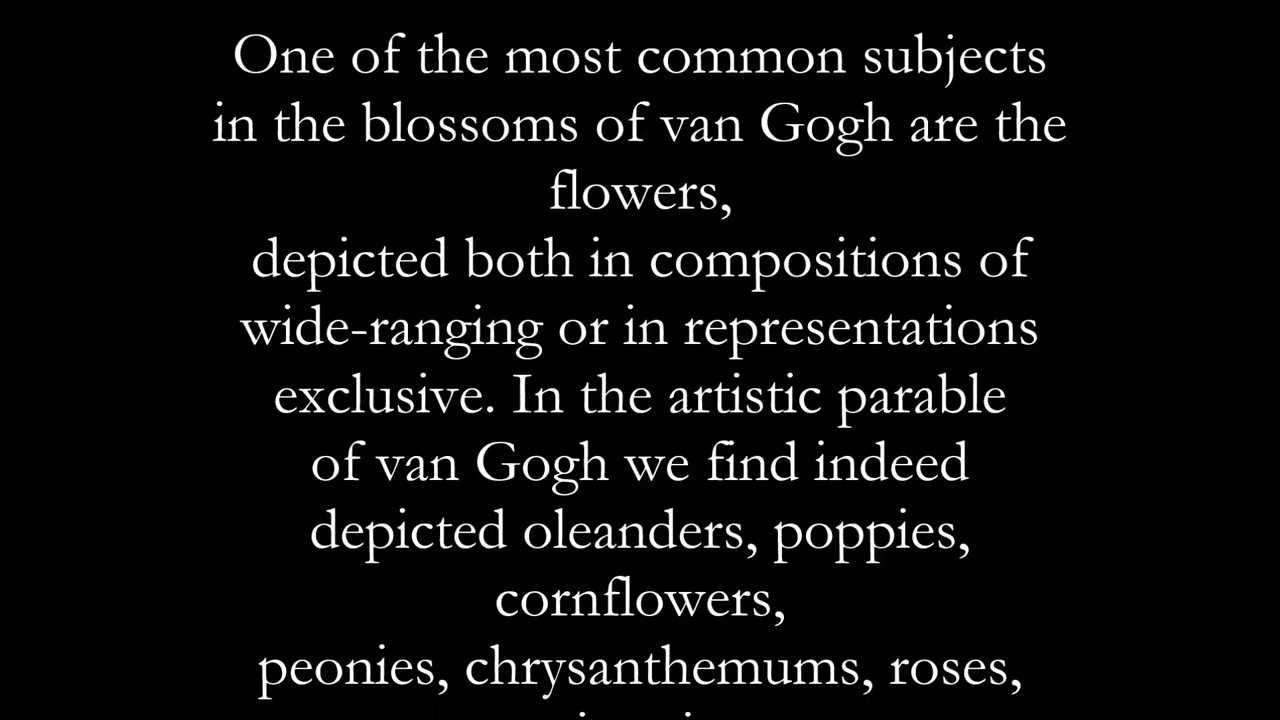 One of the most common subjects
in the blossoms of van Gogh are the
flowers,
depicted both in compositions of
wide-ranging or in representations
exclusive. In the artistic parable
of van Gogh we find indeed
depicted oleanders, poppies,
cornflowers,
peonies, chrysanthemums, roses,